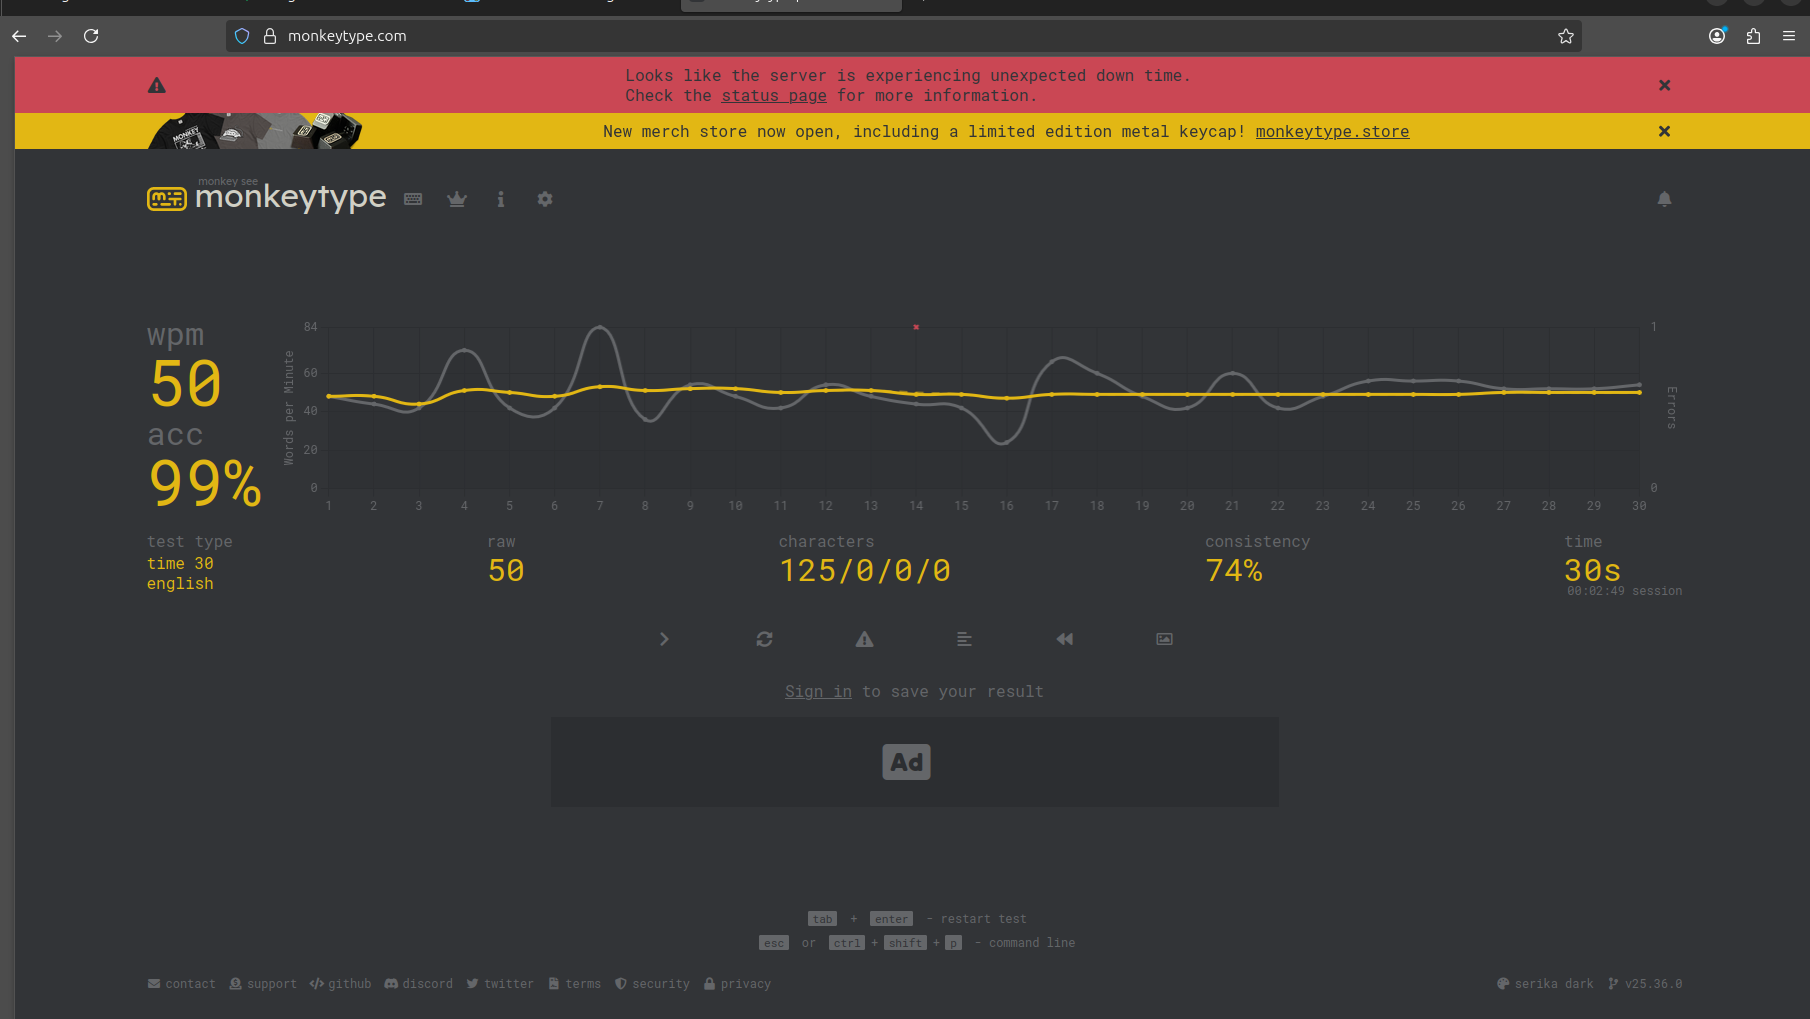 monkeytype.com
Looks like the server is experiencing unexpected down time.
Check the status page for more information.
New merch store now open, including a limited edition metal keycap! monkeytype.store
monkey see
monkeytype
wpm
50
acc
99%
Words per Minute
84
60
40
20
0
1
0
Errors
1 2 3 4 5 6 7 8 9 10 11 12 13 14 15 16 17 18 19 20 21 22 23 24 25 26 27 28 29 30
test type
time 30
english
raw
50
characters
125/0/0/0
consistency
74%
time
30s
00:02:49 session
Sign in to save your result
Ad
tab + enter - restart test
esc or ctrl + shift + p - command line
contact support github discord twitter terms security privacy
serika dark v25.36.0